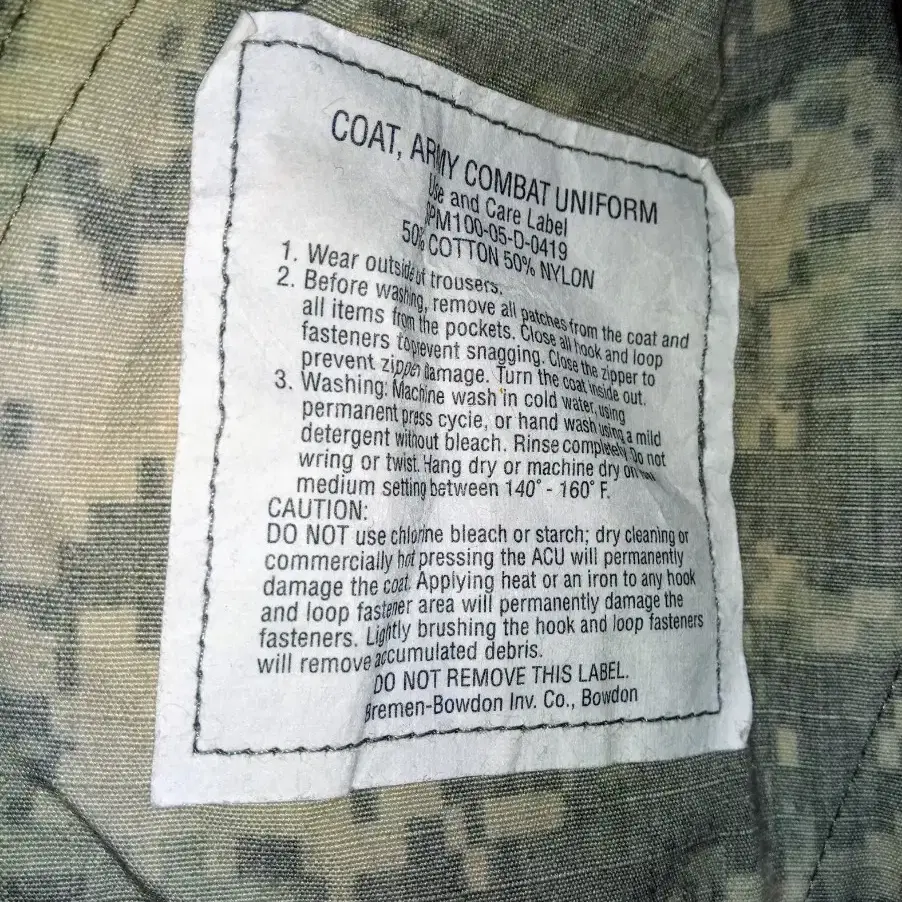 COAT, ARMY COMBAT UNIFORM
Use and Care Label
SPM100-05-D-0419
50% COTTON 50% NYLON
1. Wear outside of trousers.
2. Before washing, remove all patches from the coat and
all items from the pockets. Close all hook and loop
fasteners to prevent snagging. Close the zipper to
prevent zipper damage. Turn the coat inside out.
3. Washing: Machine wash in cold water, using
permanent press cycle, or hand wash using a mild
detergent without bleach. Rinse completely. Do not
wring or twist. Hang dry or machine dry on
medium setting between 140° - 160° F.
CAUTION:
DO NOT use chlorine bleach or starch; dry cleaning or
commercially hot pressing the ACU will permanently
damage the coat. Applying heat or an iron to any hook
and loop fastener area will permanently damage the
fasteners. Lightly brushing the hook and loop fasteners
will remove accumulated debris.
DO NOT REMOVE THIS LABEL.
Bremen-Bowdon Inv. Co., Bowdon